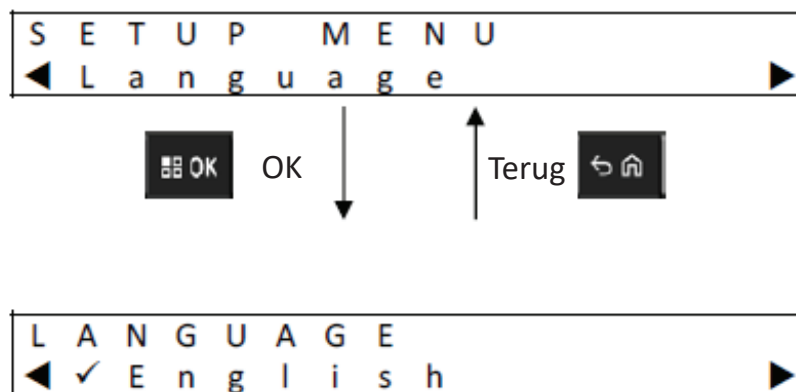 SETUP MENU
◀ Language ▶
OK OK Terug
LANGUAGE
◀ ✓ English ▶